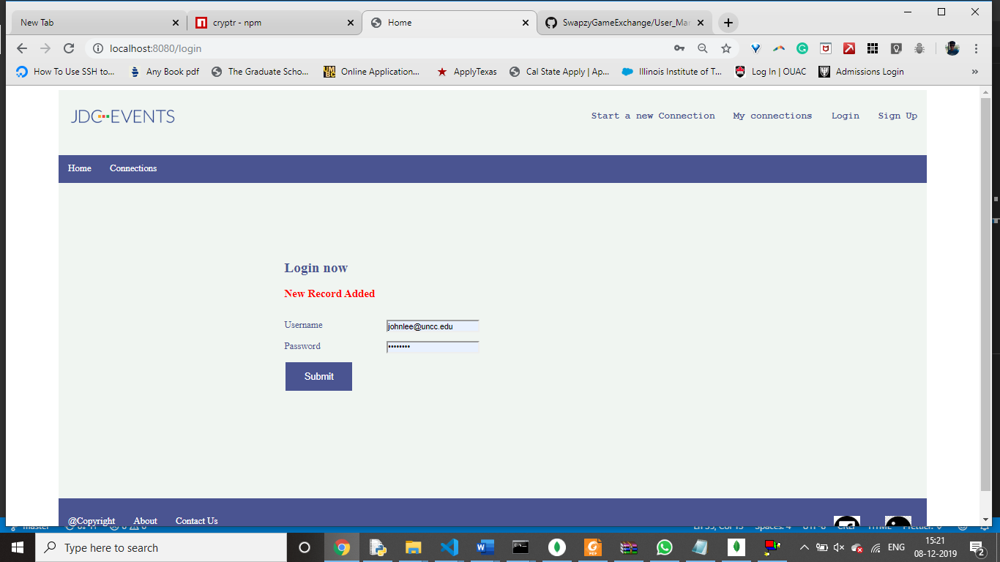 New Tab
cryptr - npm
Home
SwapzyGameExchange/User_Mar
localhost:8080/login
How To Use SSH to...
Any Book pdf
The Graduate Scho...
Online Application...
ApplyTexas
Cal State Apply | Ap...
Illinois Institute of T...
Log In | OUAC
Admissions Login
JDC EVENTS
Start a new Connection
My connections
Login
Sign Up
Home
Connections
Login now
New Record Added
Username
johnlee@uncc.edu
Password
Submit
@Copyright
About
Contact Us
Type here to search
ENG
15:21
08-12-2019
2